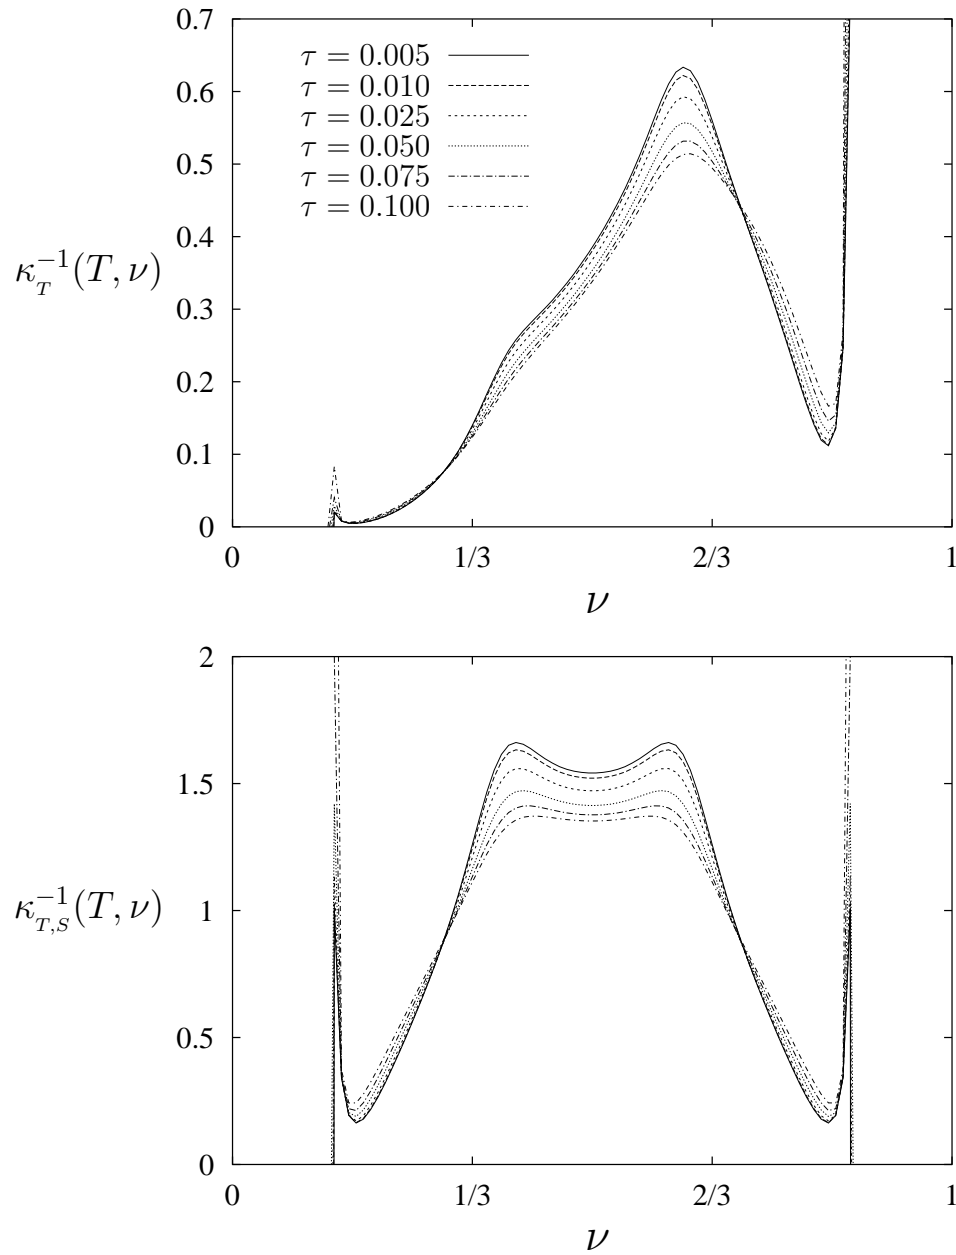 0.7
0.6
0.5
0.4
0.3
0.2
0.1
0
τ = 0.005
τ = 0.010
τ = 0.025
τ = 0.050
τ = 0.075
τ = 0.100
κ_T^{-1}(T, ν)
0 1/3 2/3 1
ν
2
1.5
1
0.5
0
κ_{T,S}^{-1}(T, ν)
0 1/3 2/3 1
ν